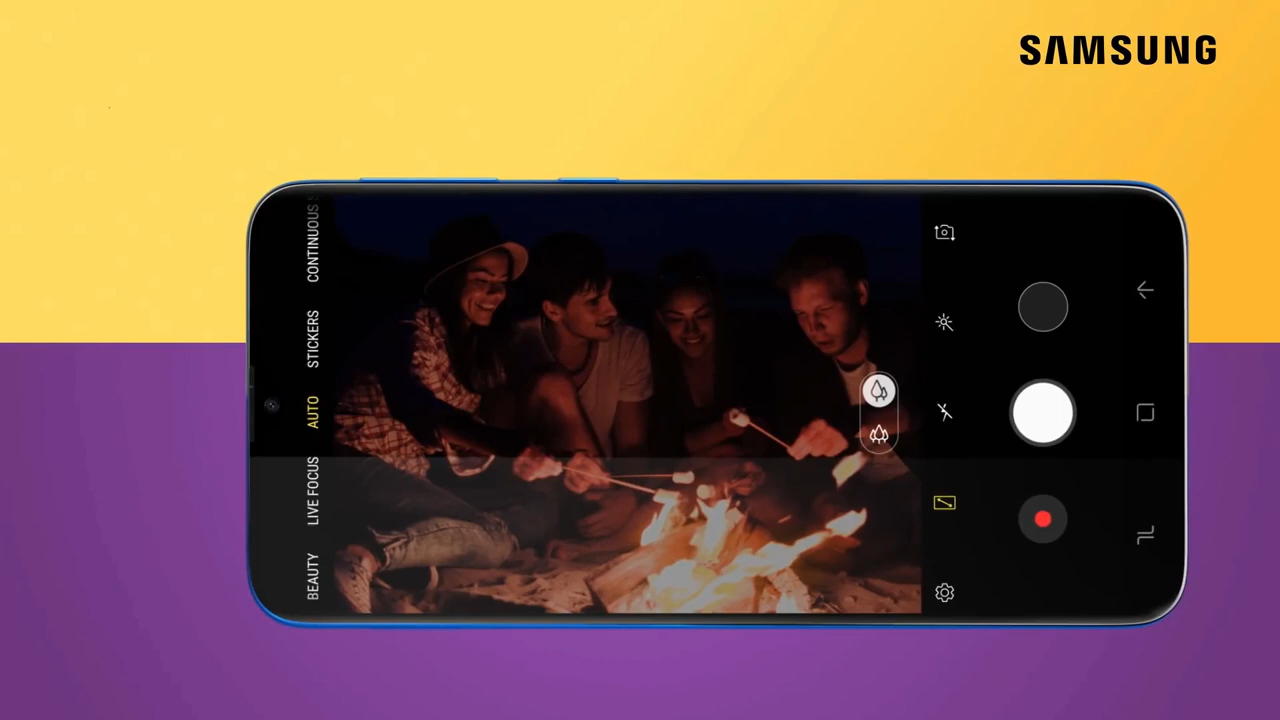 SAMSUNG
CONTINUOUS
STICKERS
AUTO
LIVE FOCUS
BEAUTY